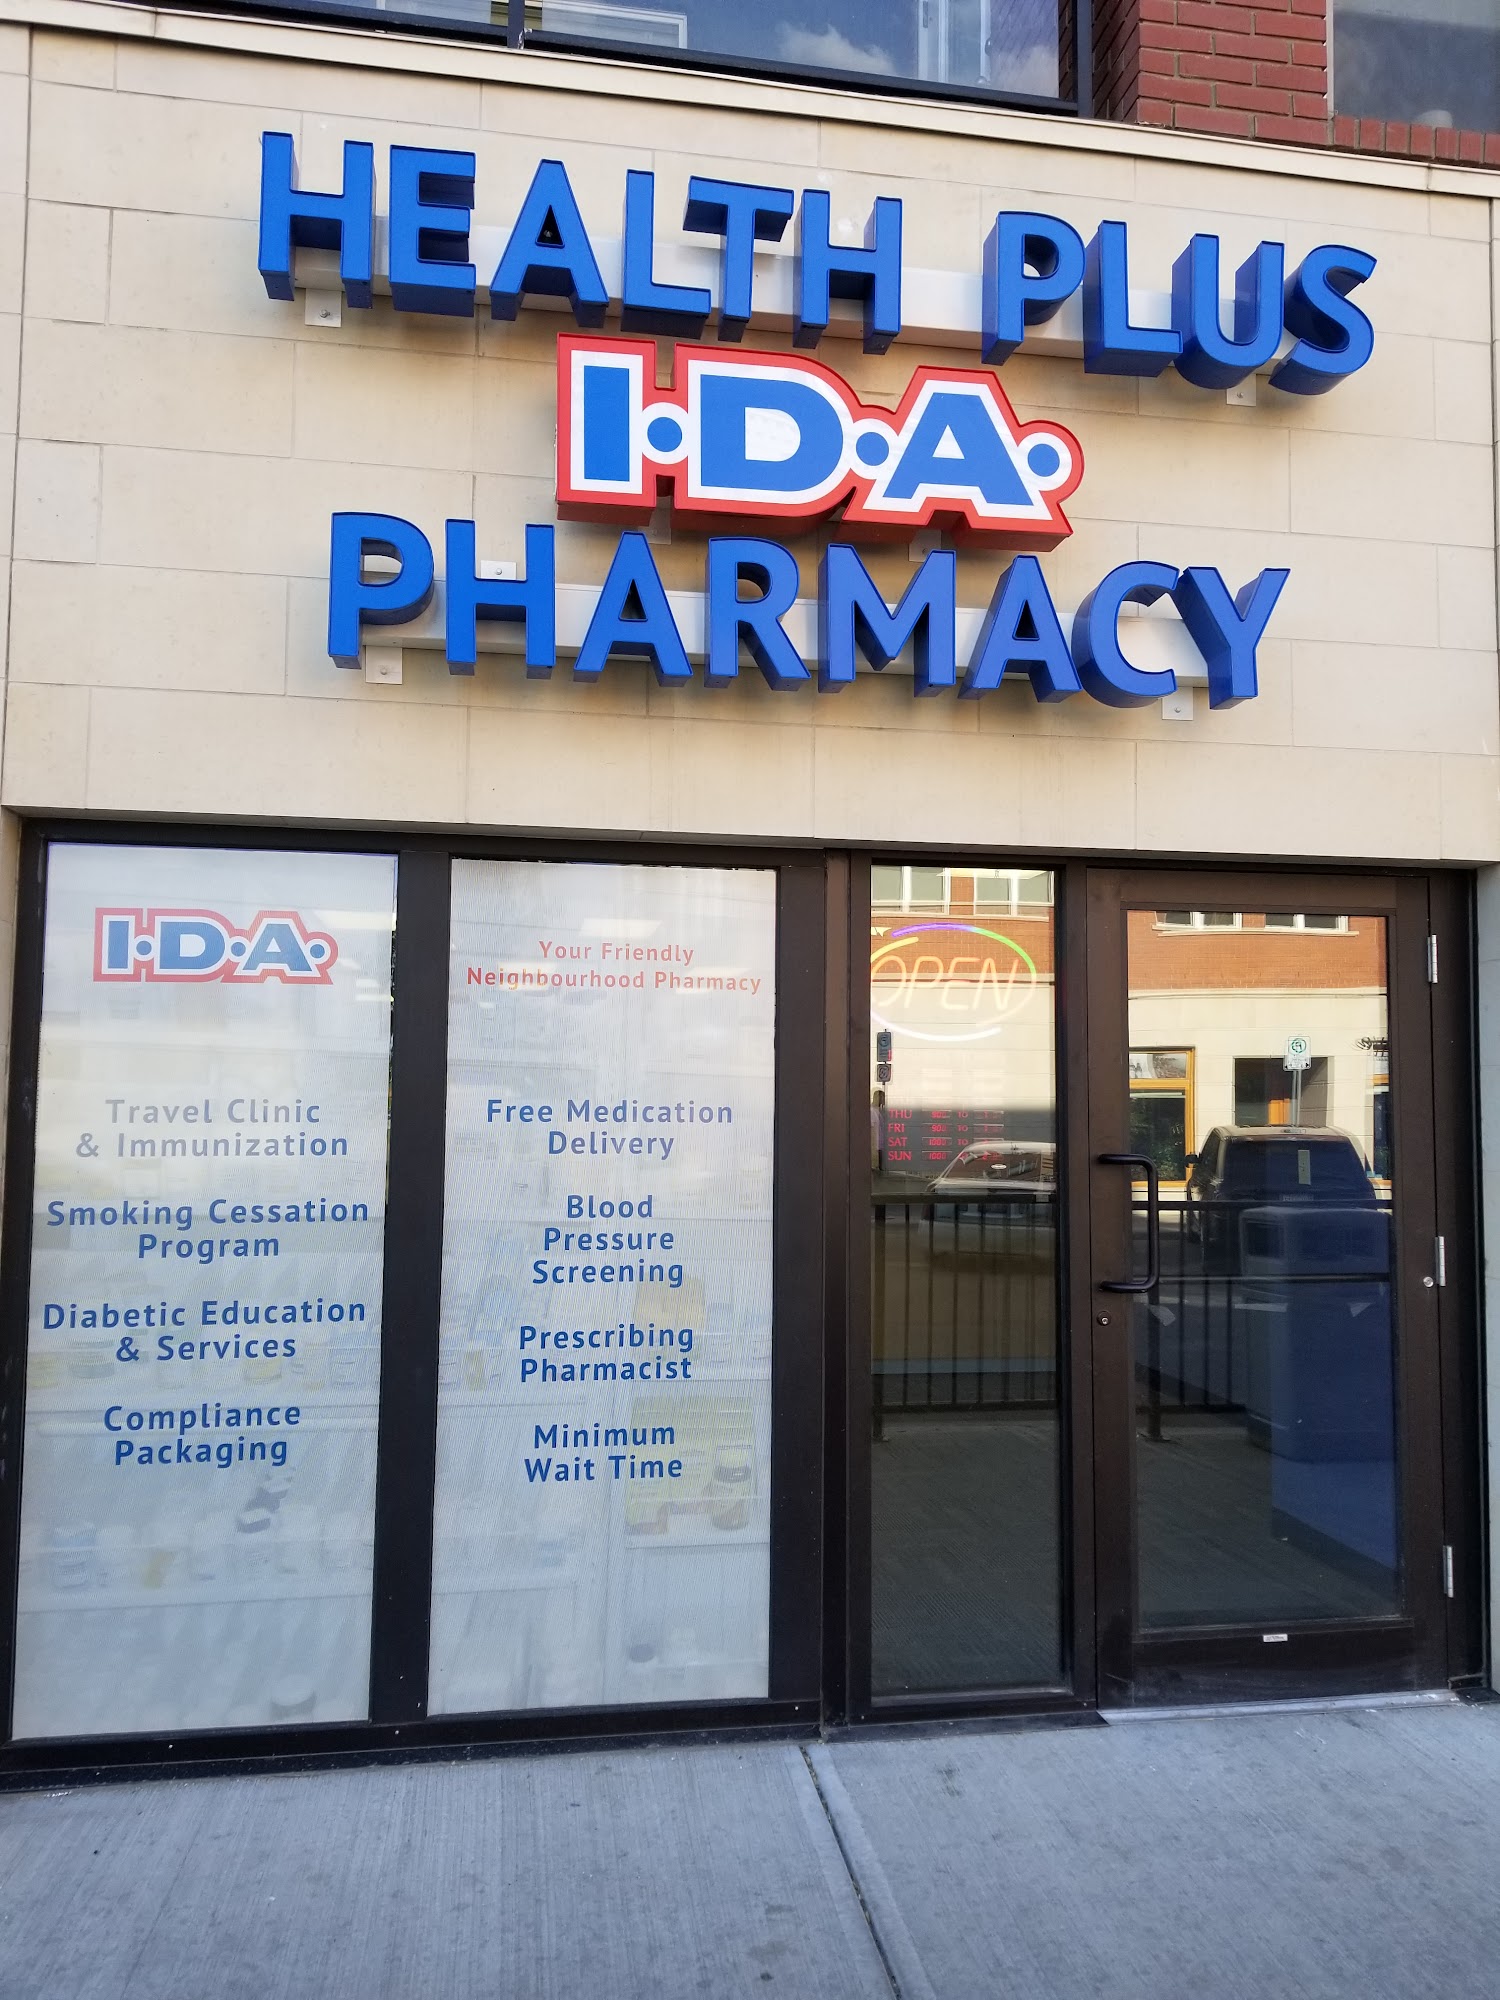 HEALTH PLUS
I·D·A·
PHARMACY
I·D·A·
Travel Clinic
& Immunization
Smoking Cessation
Program
Diabetic Education
& Services
Compliance
Packaging
Your Friendly
Neighbourhood Pharmacy
Free Medication
Delivery
Blood
Pressure
Screening
Prescribing
Pharmacist
Minimum
Wait Time
OPEN
THU
FRI
SAT
SUN